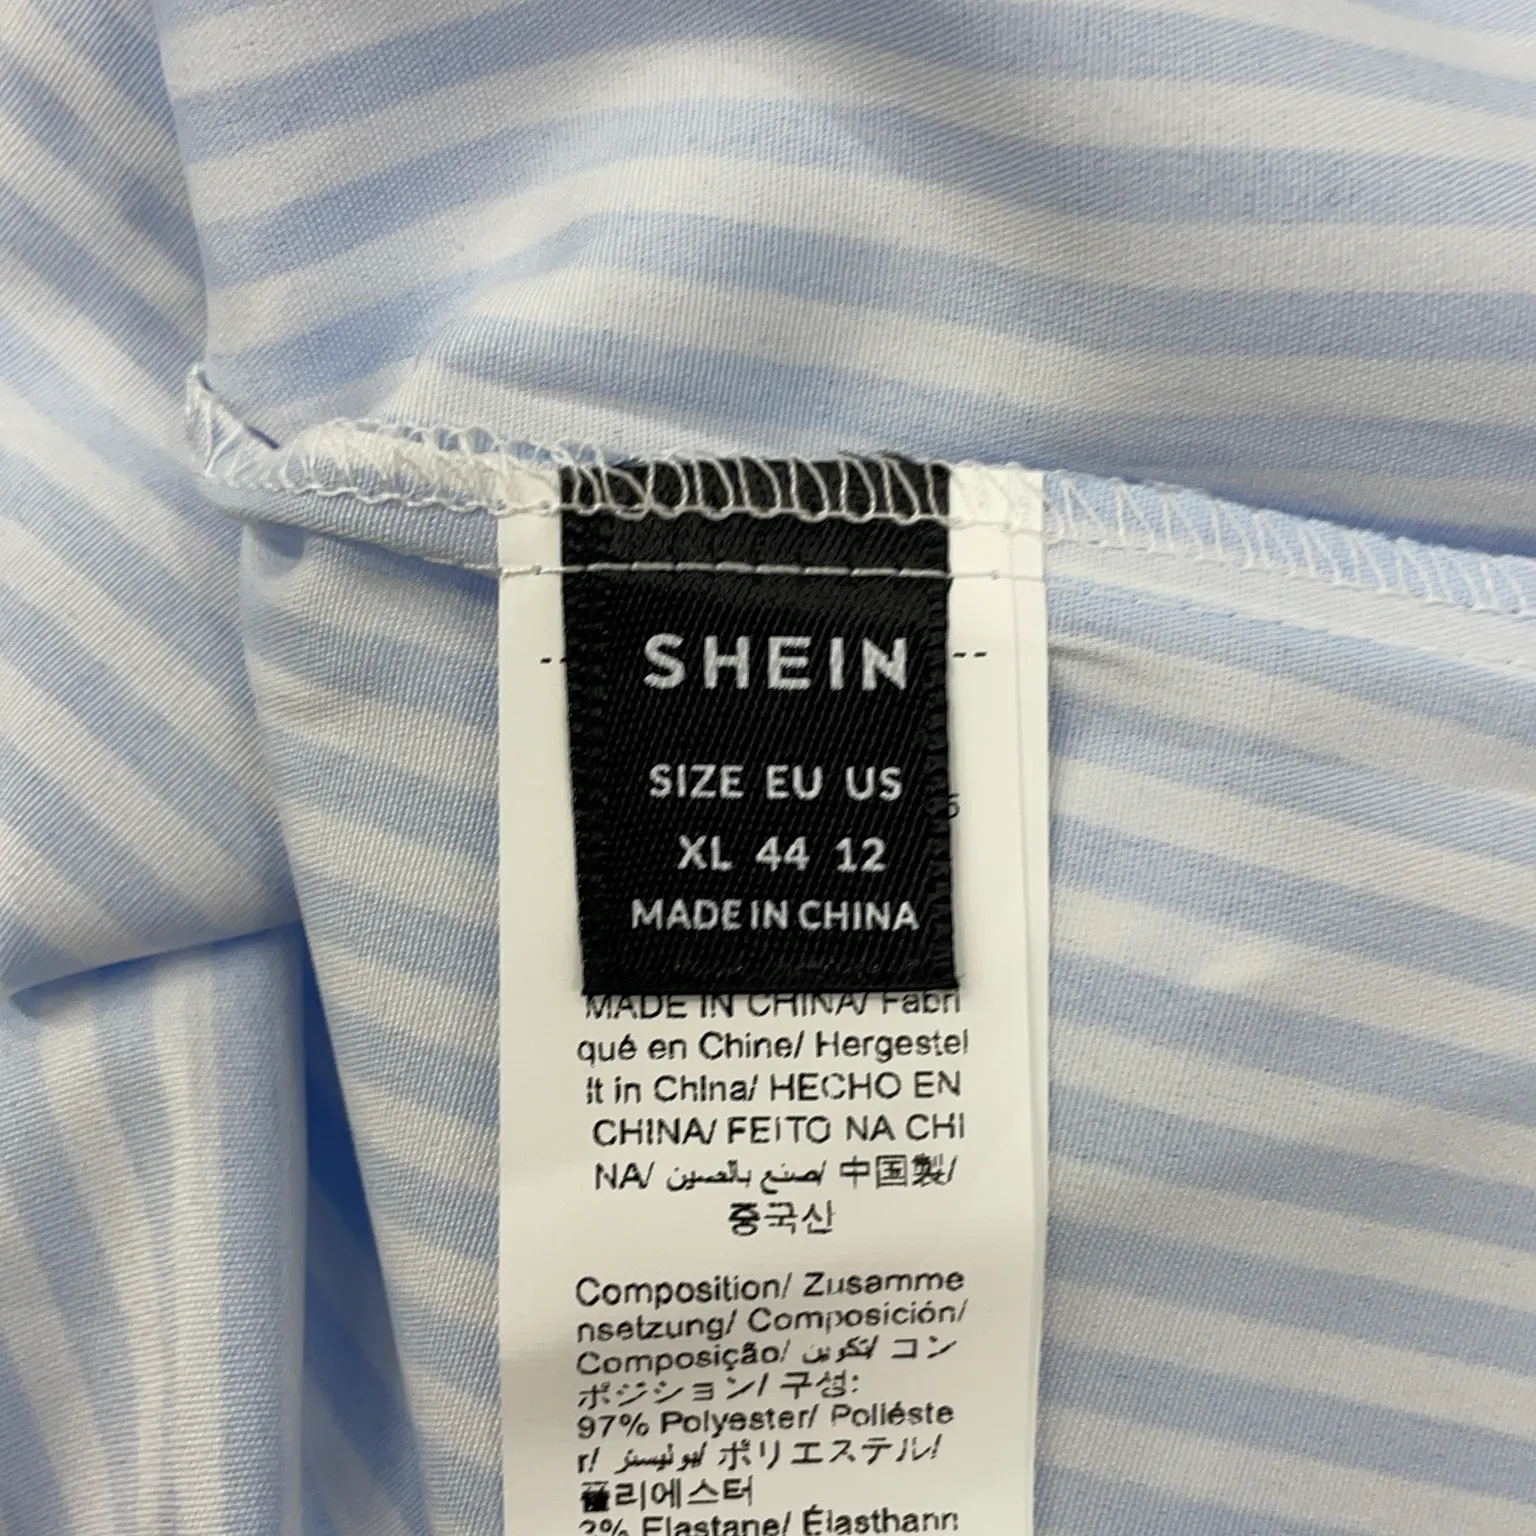 SHEIN
SIZE EU US
XL 44 12
MADE IN CHINA
MADE IN CHINA/ Fabri
qué en Chine/ Hergestel
lt in China/ HECHO EN
CHINA/ FEITO NA CHI
NA/ صنع بالصين/ 中国製/
중국산
Composition/ Zusamme
nsetzung/ Composición/
Composição/ تكوين/ コン
ポジション/ 구성:
97% Polyester/ Poliéste
r/ بوليستر/ ポリエステル/
폴리에스터
Elastane/ Élasthann